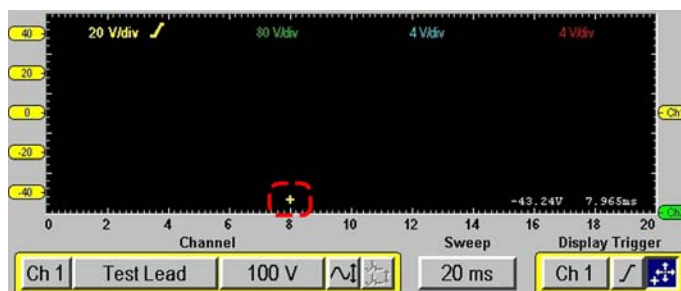 40 20 V/div 80 V/div 4 V/div 4 V/div
20
0 Ch
-20
-40 -43.24V 7.965ms Ch
0 2 4 6 8 10 12 14 16 18 20
Channel Sweep Display Trigger
Ch 1 Test Lead 100 V 20 ms Ch 1